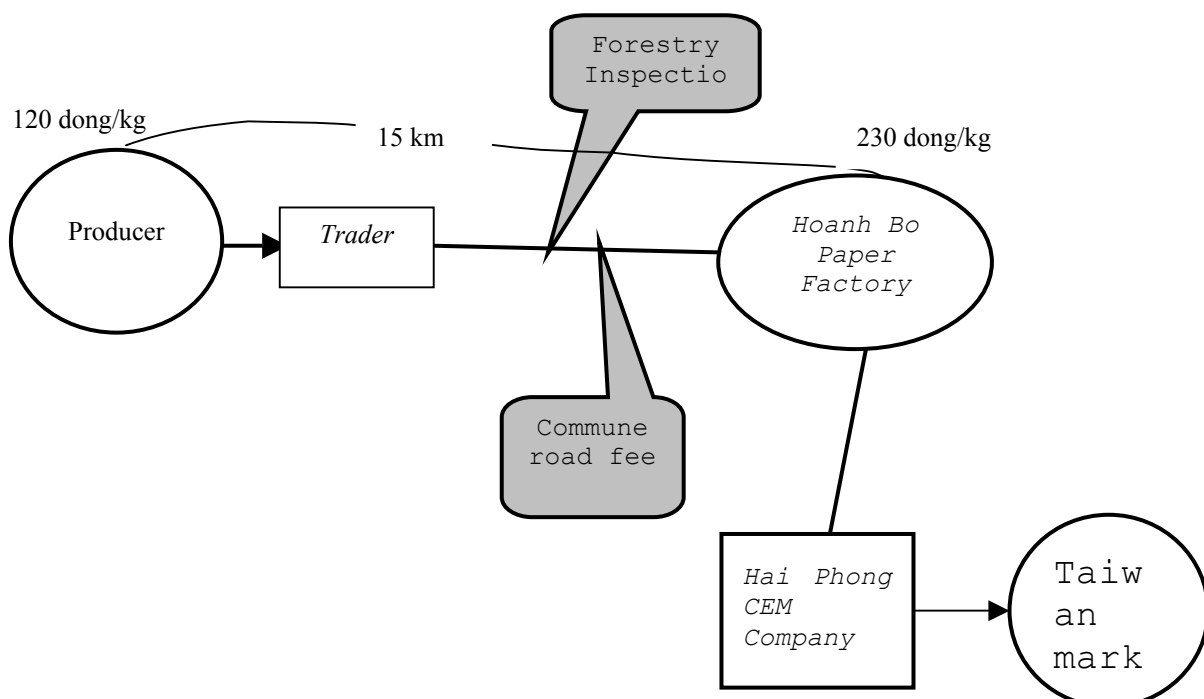 Forestry
Inspectio
120 dong/kg
15 km
230 dong/kg
Producer
Trader
Hoanh Bo
Paper
Factory
Commune
road fee
Hai Phong
CEM
Company
Taiw
an
mark